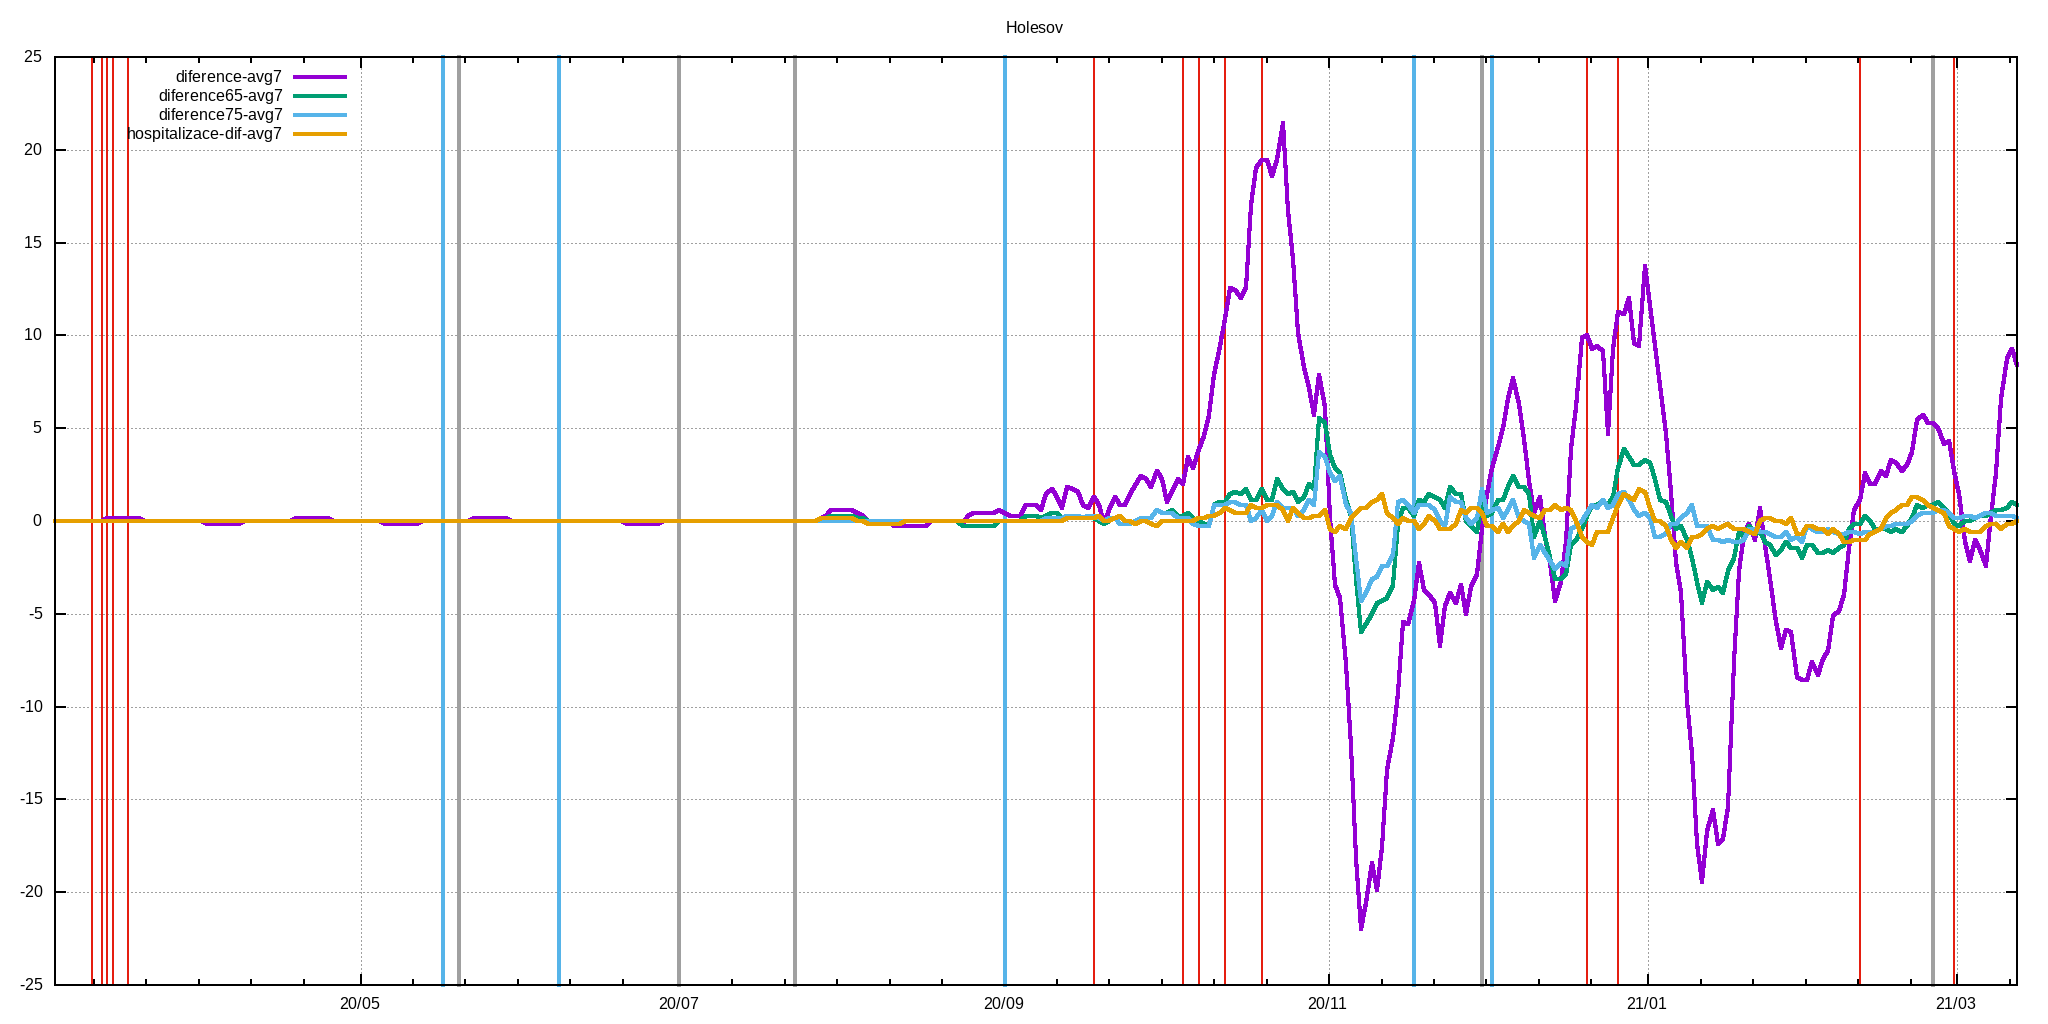 Holesov
diference-avg7
diference65-avg7
diference75-avg7
hospitalizace-dif-avg7
25
20
15
10
5
0
-5
-10
-15
-20
-25
20/05 20/07 20/09 20/11 21/01 21/03